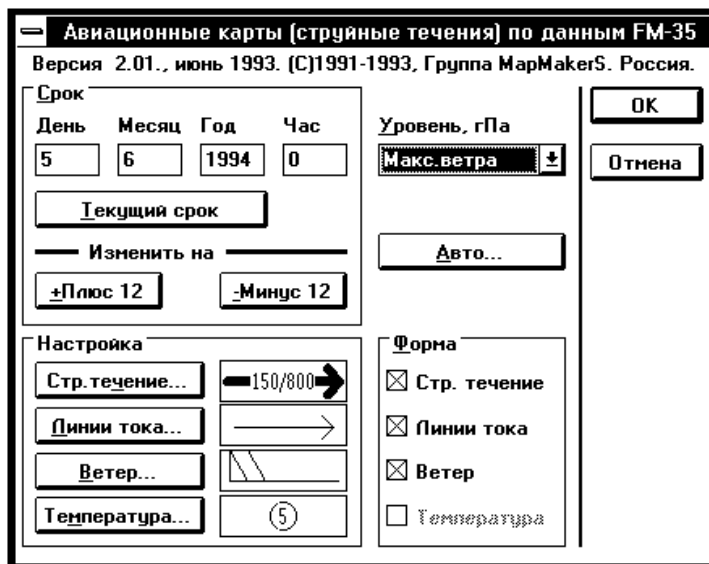 Авиационные карты (струйные течения) по данным FM-35
Версия 2.01., июнь 1993. (C)1991-1993, Группа MapMakerS. Россия.
Срок
День Месяц Год Час
5 6 1994 0
Текущий срок
Изменить на
+Плюс 12 -Минус 12
Уровень, гПа
Макс.ветра
Авто...
OK
Отмена
Настройка
Стр.течение... 150/800
Линии тока...
Ветер...
Температура... 5
Форма
Стр. течение
Линии тока
Ветер
Температура